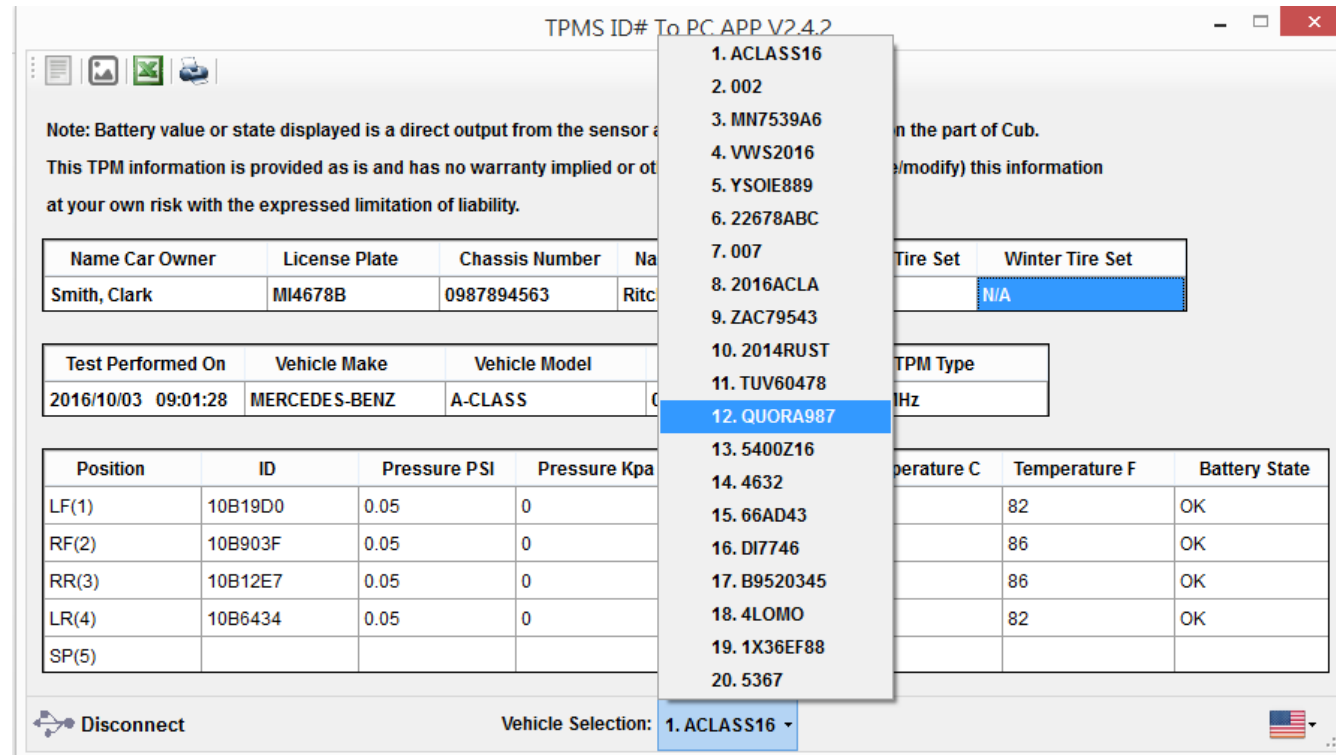 TPMS ID# To PC APP V2.4.2
Note: Battery value or state displayed is a direct output from the sensor n the part of Cub.
This TPM information is provided as is and has no warranty implied or e/modify) this information
at your own risk with the expressed limitation of liability.
Name Car Owner License Plate Chassis Number Na Tire Set Winter Tire Set
Smith, Clark MI4678B 0987894563 Ritc N/A
Test Performed On Vehicle Make Vehicle Model TPM Type
2016/10/03 09:01:28 MERCEDES-BENZ A-CLASS Hz
Position ID Pressure PSI Pressure Kpa perature C Temperature F Battery State
LF(1) 10B19D0 0.05 0 82 OK
RF(2) 10B903F 0.05 0 86 OK
RR(3) 10B12E7 0.05 0 86 OK
LR(4) 10B6434 0.05 0 82 OK
SP(5)
1. ACLASS16
2. 002
3. MN7539A6
4. VWS2016
5. YSOIE889
6. 22678ABC
7. 007
8. 2016ACLA
9. ZAC79543
10. 2014RUST
11. TUV60478
12. QUORA987
13. 5400Z16
14. 4632
15. 66AD43
16. DI7746
17. B9520345
18. 4LOMO
19. 1X36EF88
20. 5367
Disconnect Vehicle Selection: 1. ACLASS16